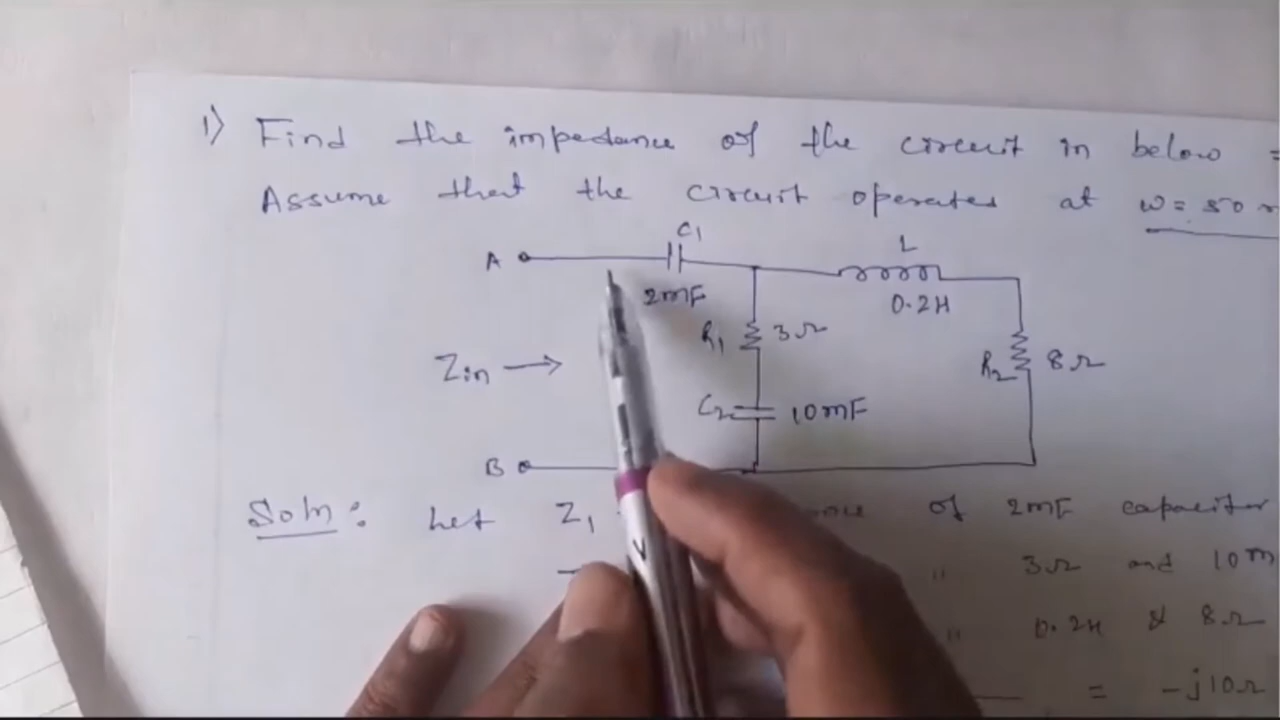 1) Find the impedance of the circuit in below
Assume that the circuit operates at ω = 50
C1
L
A
2mF
0.2H
R1 3Ω
Zin →
R2 8Ω
C2 10mF
B
Soln: Let Z1 of 2mF capacitor
" 3Ω and 10m
" 0.2H & 8Ω
= -j10Ω
V